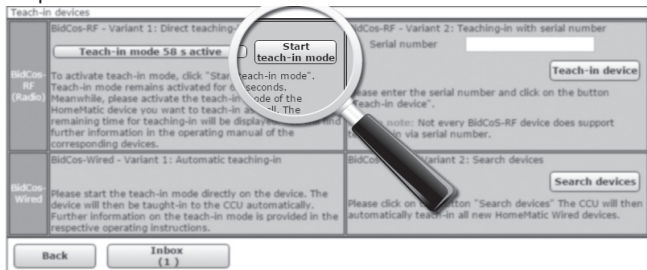 Teach-in devices
BidCos-RF (Radio)
BidCos-RF - Variant 1: Direct teaching-
Teach-in mode 58 s active
Start teach-in mode
To activate teach-in mode, click "Start teach-in mode".
Teach-in mode remains activated for seconds.
Meanwhile, please activate the teach-in mode of the
HomeMatic device you want to teach-in as well. The
remaining time for teaching-in will be displayed find
further information in the operating manual of the
corresponding devices.
BidCos-RF - Variant 2: Teaching-in with serial number
Serial number
Teach-in device
Please enter the serial number and click on the button
"Teach-in device".
note: Not every BidCoS-RF device does support
via serial number.
BidCos-Wired
BidCos-Wired - Variant 1: Automatic teaching-in
Please start the teach-in mode directly on the device. The
device will then be taught-in to the CCU automatically.
Further information on the teach-in mode is provided in the
respective operating instructions.
Variant 2: Search devices
Search devices
Please click on button "Search devices" The CCU will then
automatically teach-in all new HomeMatic Wired devices.
Back
Inbox
(1 )